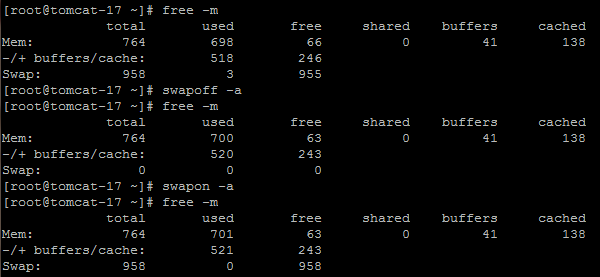 [root@tomcat-17 ~]# free -m
total used free shared buffers cached
Mem: 764 698 66 0 41 138
-/+ buffers/cache: 518 246
Swap: 958 3 955
[root@tomcat-17 ~]# swapoff -a
[root@tomcat-17 ~]# free -m
total used free shared buffers cached
Mem: 764 700 63 0 41 138
-/+ buffers/cache: 520 243
Swap: 0 0 0
[root@tomcat-17 ~]# swapon -a
[root@tomcat-17 ~]# free -m
total used free shared buffers cached
Mem: 764 701 63 0 41 138
-/+ buffers/cache: 521 243
Swap: 958 0 958